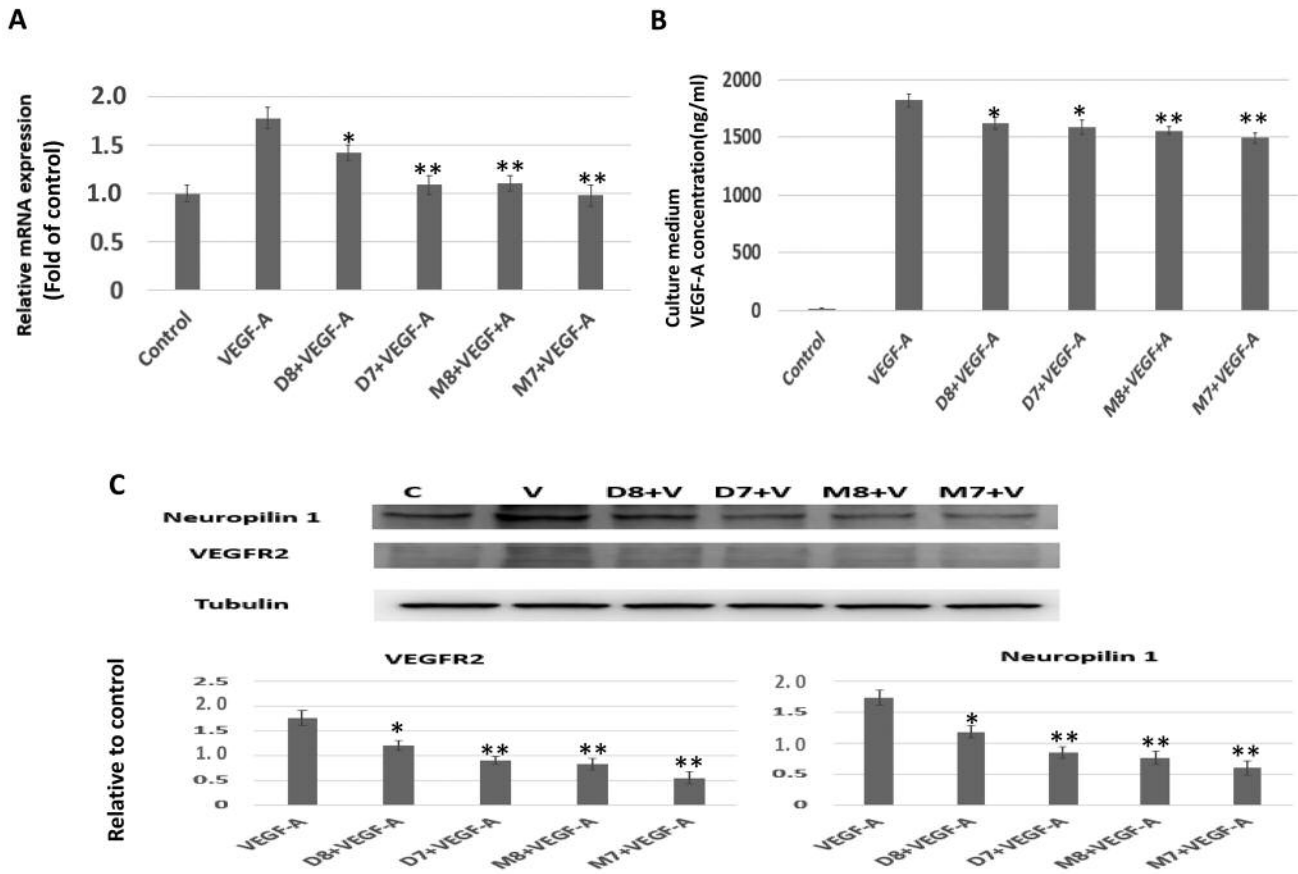 A
Relative mRNA expression
(Fold of control)
2.0
1.5
1.0
0.5
0
*
**
**
**
Control
VEGF-A
D8+VEGF-A
D7+VEGF-A
M8+VEGF+A
M7+VEGF-A
B
Culture medium
VEGF-A concentration(ng/ml)
2000
1500
1000
500
0
*
*
**
**
Control
VEGF-A
D8+VEGF-A
D7+VEGF-A
M8+VEGF+A
M7+VEGF-A
C
C V D8+V D7+V M8+V M7+V
Neuropilin 1
VEGFR2
Tubulin
Relative to control
VEGFR2
2.5
2.0
1.5
1.0
0.5
0
*
**
**
**
VEGF-A
D8+VEGF-A
D7+VEGF-A
M8+VEGF-A
M7+VEGF-A
Neuropilin 1
2.0
1.5
1.0
0.5
0
*
**
**
**
VEGF-A
D8+VEGF-A
D7+VEGF-A
M8+VEGF-A
M7+VEGF-A